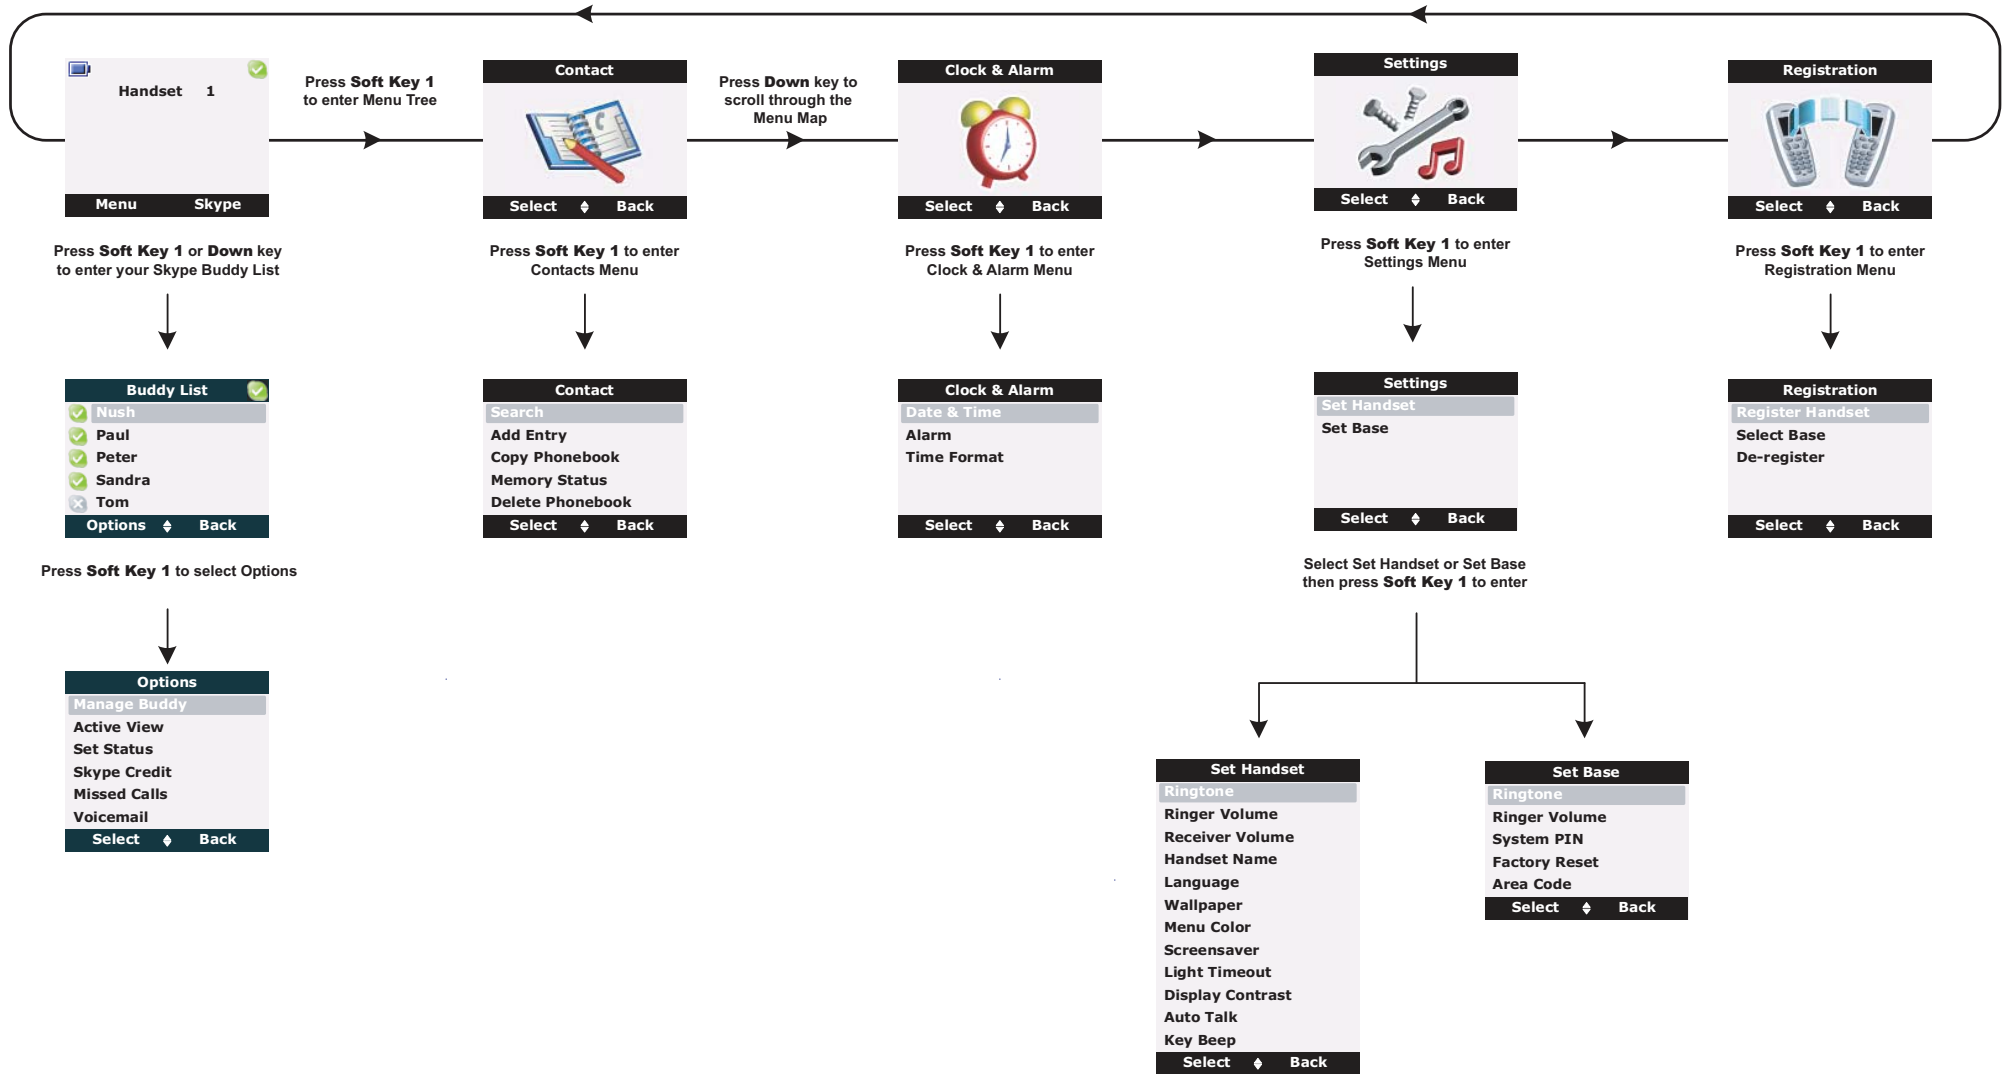 Handset 1
Menu Skype
Press Soft Key 1
to enter Menu Tree
Contact
Select Back
Press Down key to
scroll through the
Menu Map
Clock & Alarm
Select Back
Settings
Select Back
Registration
Select Back
Press Soft Key 1 or Down key
to enter your Skype Buddy List
Press Soft Key 1 to enter
Contacts Menu
Press Soft Key 1 to enter
Clock & Alarm Menu
Press Soft Key 1 to enter
Settings Menu
Press Soft Key 1 to enter
Registration Menu
Buddy List
Nush
Paul
Peter
Sandra
Tom
Options Back
Contact
Search
Add Entry
Copy Phonebook
Memory Status
Delete Phonebook
Select Back
Clock & Alarm
Date & Time
Alarm
Time Format
Select Back
Settings
Set Handset
Set Base
Select Back
Registration
Register Handset
Select Base
De-register
Select Back
Press Soft Key 1 to select Options
Select Set Handset or Set Base
then press Soft Key 1 to enter
Options
Manage Buddy
Active View
Set Status
Skype Credit
Missed Calls
Voicemail
Select Back
Set Handset
Ringtone
Ringer Volume
Receiver Volume
Handset Name
Language
Wallpaper
Menu Color
Screensaver
Light Timeout
Display Contrast
Auto Talk
Key Beep
Select Back
Set Base
Ringtone
Ringer Volume
System PIN
Factory Reset
Area Code
Select Back